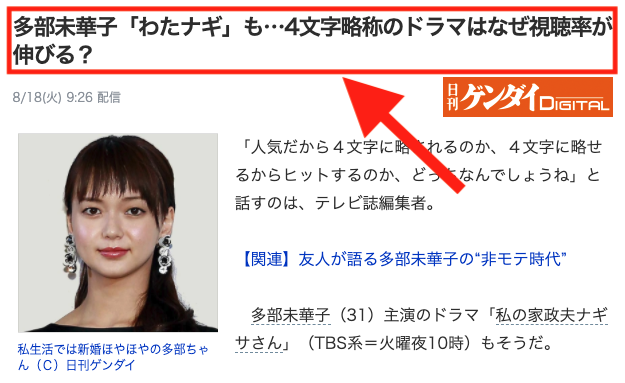 多部未華子「わたナギ」も…4文字略称のドラマはなぜ視聴率が
伸びる？
8/18(火) 9:26 配信
日刊ゲンダイDIGITAL
「人気だから４文字に略されるのか、４文字に略せ
るからヒットするのか、どっちなんでしょうね」と
話すのは、テレビ誌編集者。
【関連】友人が語る多部未華子の“非モテ時代”
多部未華子（31）主演のドラマ「私の家政夫ナギ
サさん」（TBS系＝火曜夜10時）もそうだ。
私生活では新婚ほやほやの多部ちゃ
ん（Ｃ）日刊ゲンダイ